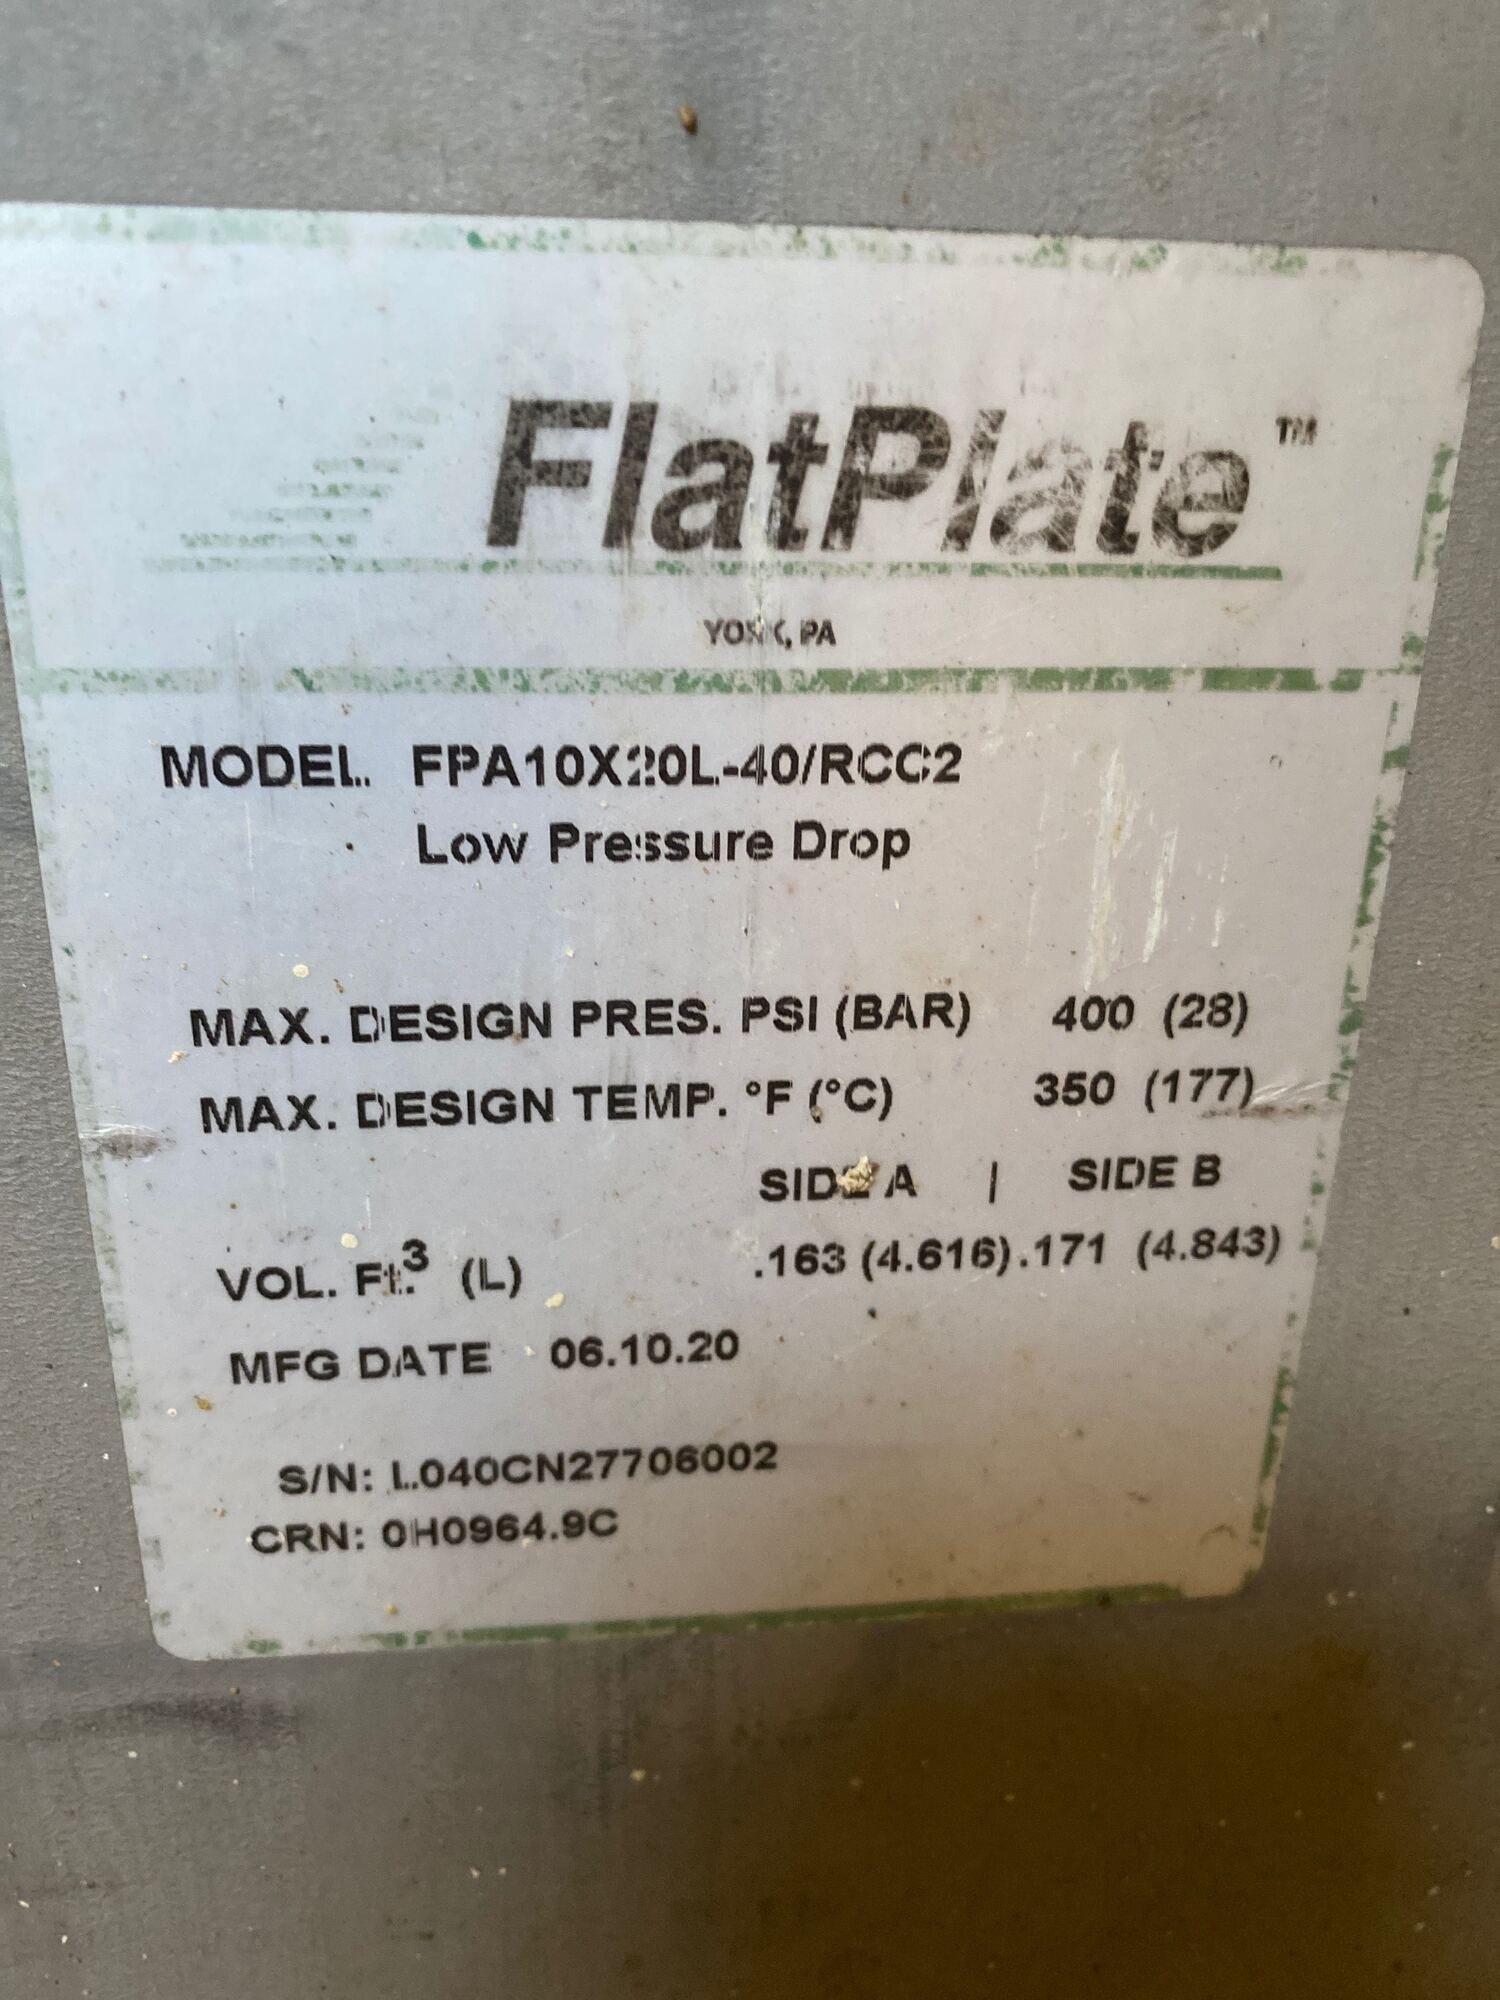 FlatPlate™
YORK, PA
MODEL FPA10X20L-40/RCC2
Low Pressure Drop
MAX. DESIGN PRES. PSI (BAR) 400 (28)
MAX. DESIGN TEMP. °F (°C) 350 (177)
SIDE A | SIDE B
VOL. Ft.³ (L) .163 (4.616) .171 (4.843)
MFG DATE 06.10.20
S/N: L040CN27706002
CRN: 0H0964.9C